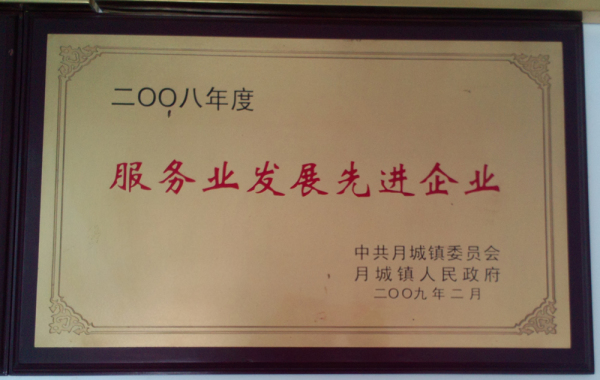 二〇〇八年度
服务业发展先进企业
中共月城镇委员会
月城镇人民政府
二〇〇九年二月